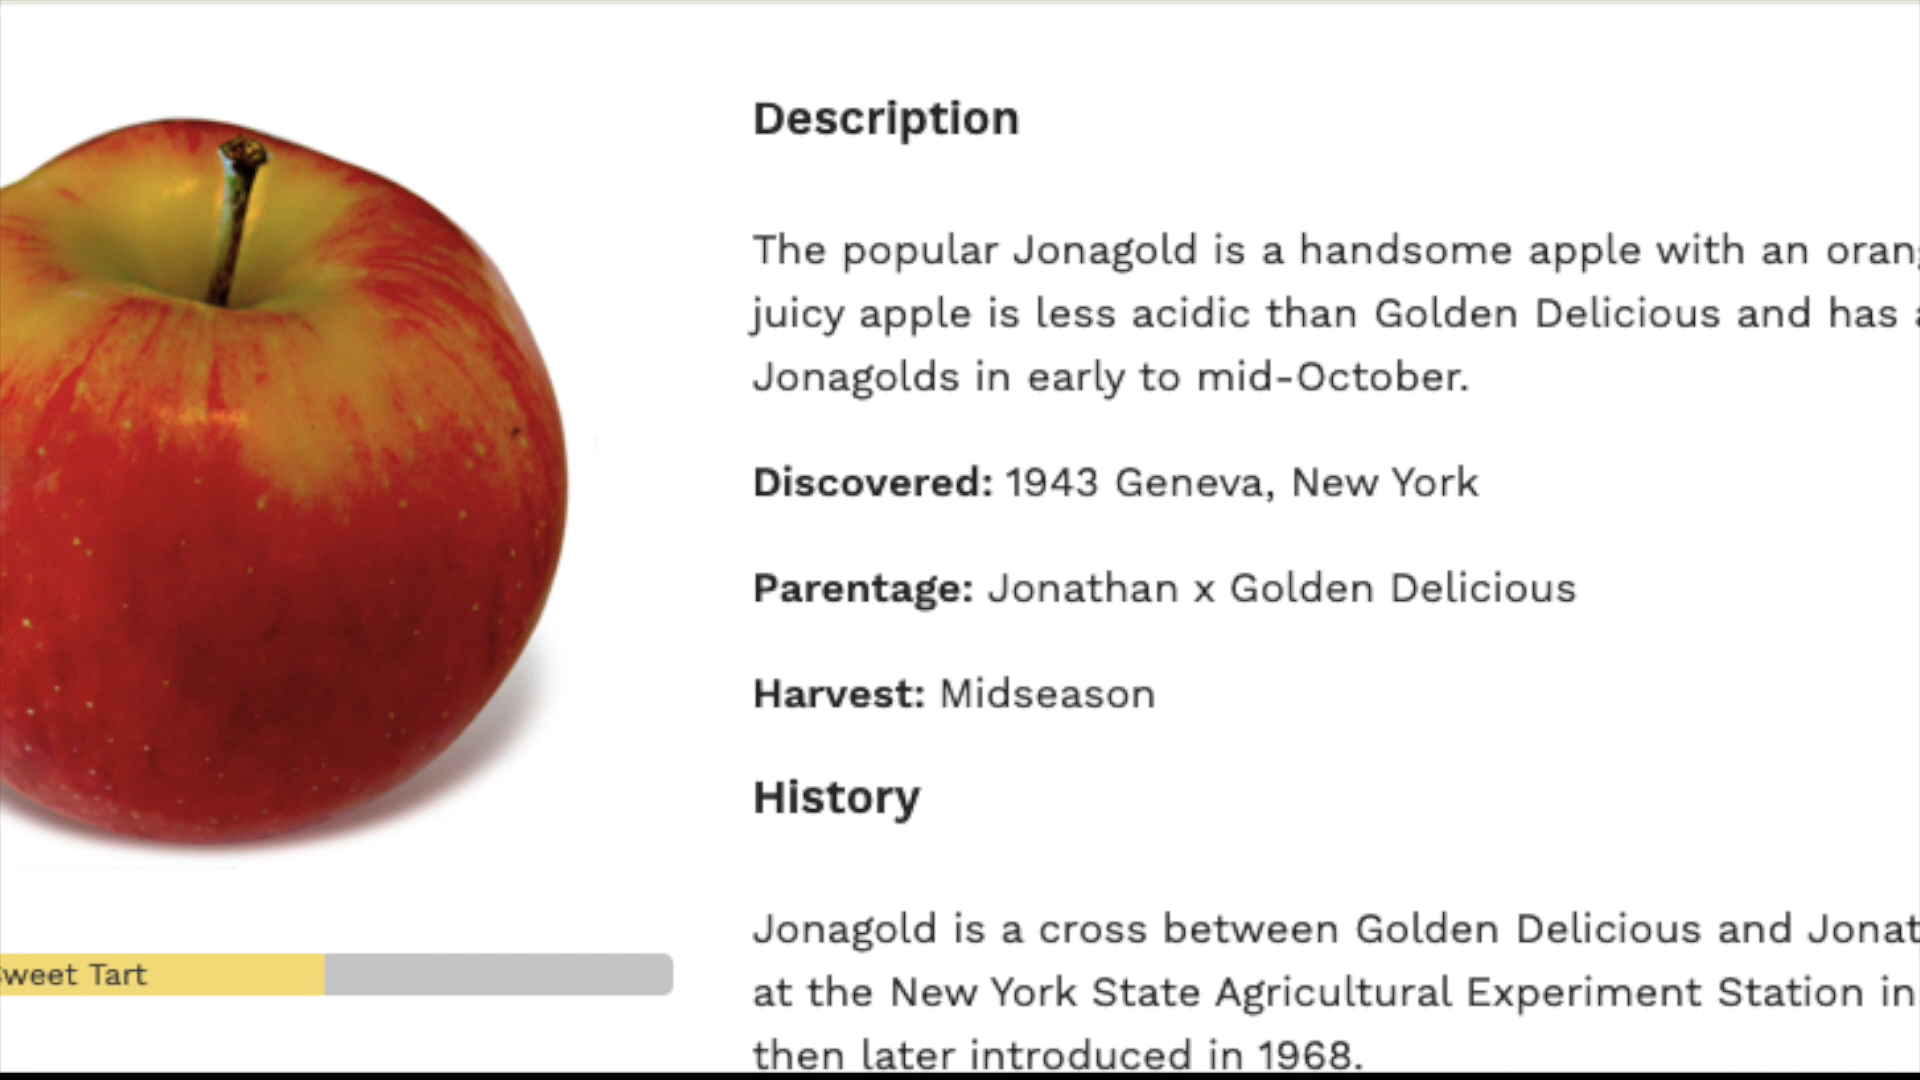 Description
The popular Jonagold is a handsome apple with an
juicy apple is less acidic than Golden Delicious and has
Jonagolds in early to mid-October.
Discovered: 1943 Geneva, New York
Parentage: Jonathan x Golden Delicious
Harvest: Midseason
History
Jonagold is a cross between Golden Delicious and
at the New York State Agricultural Experiment Station in
then later introduced in 1968.
Sweet Tart